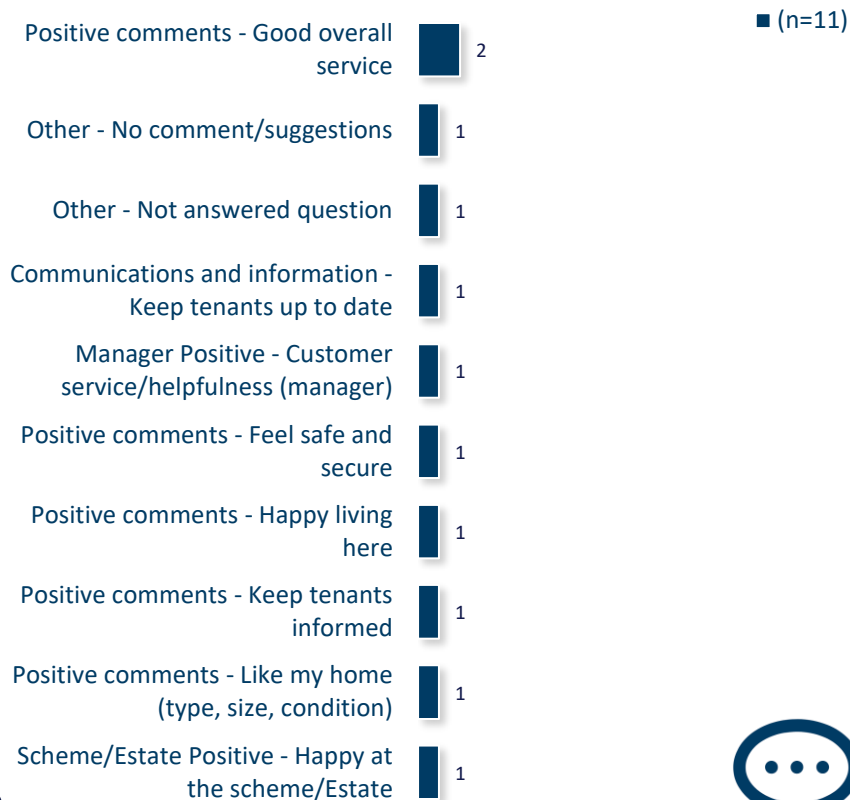 (n=11)
Positive comments - Good overall
service
2
Other - No comment/suggestions
1
Other - Not answered question
1
Communications and information -
Keep tenants up to date
1
Manager Positive - Customer
service/helpfulness (manager)
1
Positive comments - Feel safe and
secure
1
Positive comments - Happy living
here
1
Positive comments - Keep tenants
informed
1
Positive comments - Like my home
(type, size, condition)
1
Scheme/Estate Positive - Happy at
the scheme/Estate
1